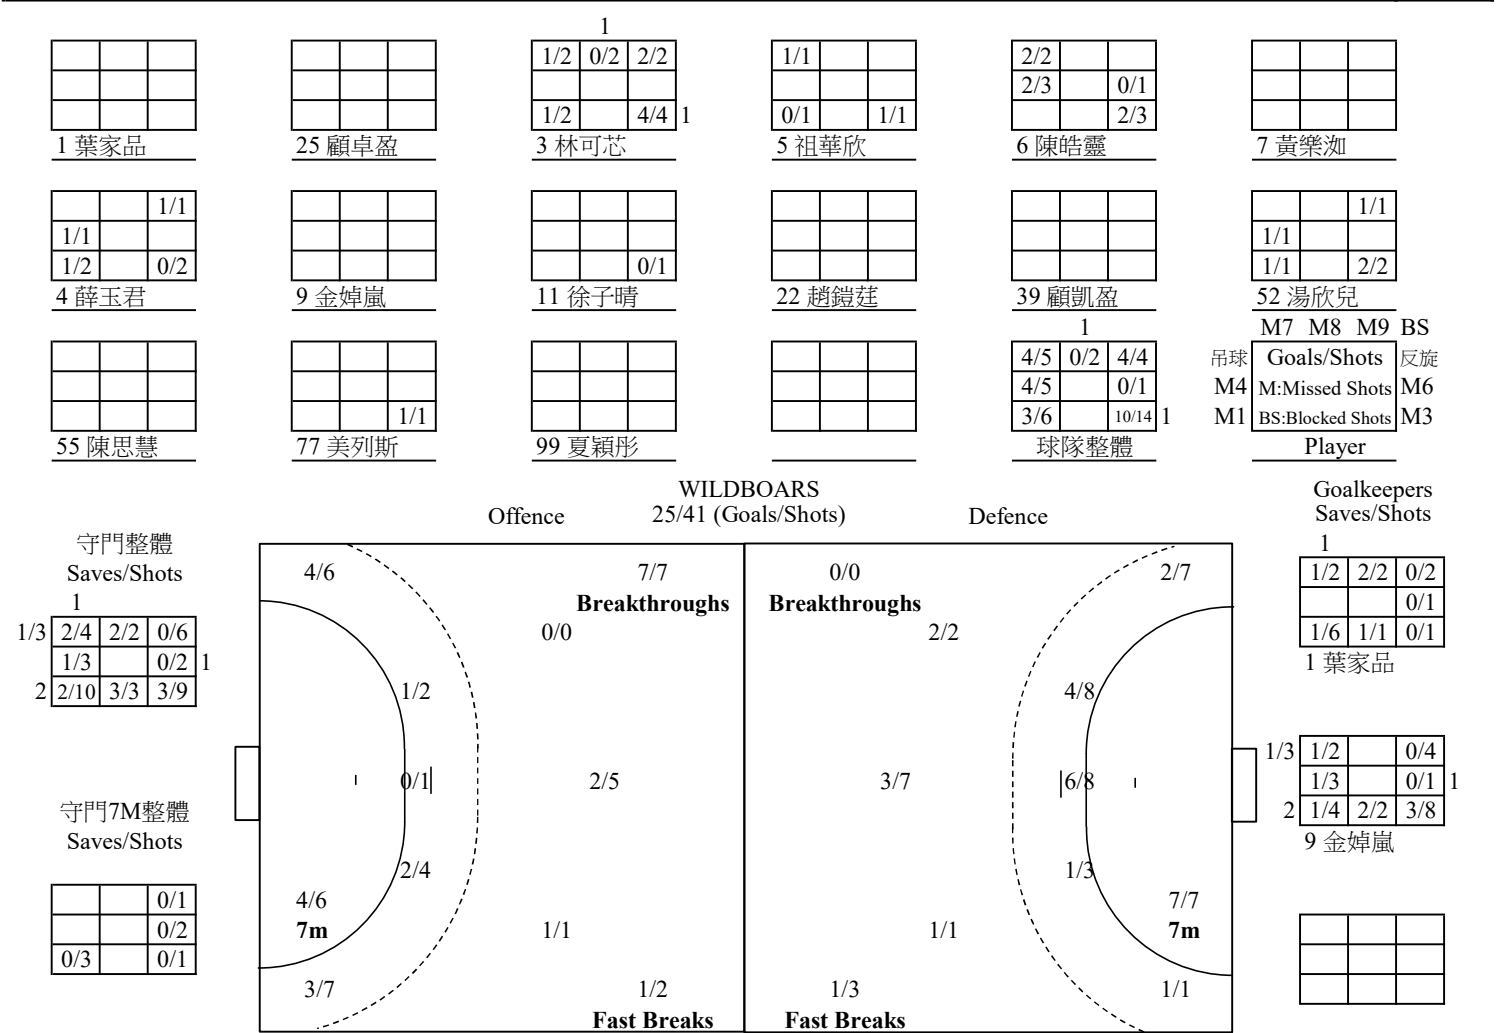 1
1/2 0/2 2/2 1/1 2/2
2/3 0/1
1/2 4/4 1 0/1 1/1 2/3
1 葉家品 25 顧卓盈 3 林可芯 5 祖華欣 6 陳皓靈 7 黃樂洳
1/1 1/1
1/1 1/1
1/2 0/2 0/1 1/1 2/2
4 薛玉君 9 金婥嵐 11 徐子晴 22 趙鎧莛 39 顧凱盈 52 湯欣兒
1 M7 M8 M9 BS
4/5 0/2 4/4 吊球 Goals/Shots 反旋
4/5 0/1 M4 M:Missed Shots M6
1/1 3/6 10/14 1 M1 BS:Blocked Shots M3
55 陳思慧 77 美列斯 99 夏穎彤 球隊整體 Player
WILDBOARS
Offence 25/41 (Goals/Shots) Defence
Goalkeepers
Saves/Shots
守門整體
Saves/Shots
1
1/3 2/4 2/2 0/6
1/3 0/2 1
2 2/10 3/3 3/9
守門7M整體
Saves/Shots
0/1
0/2
0/3 0/1
4/6 7/7
Breakthroughs
0/0
1/2
0/1 2/5
2/4
4/6
7m
1/1
3/7 1/2
Fast Breaks
0/0 2/7
Breakthroughs
2/2
4/8
3/7 6/8
1/3
7/7
7m
1/1
1/3 1/1
Fast Breaks
1
1/2 2/2 0/2
0/1
1/6 1/1 0/1
1 葉家品
1/3 1/2 0/4
1/3 0/1 1
2 1/4 2/2 3/8
9 金婥嵐